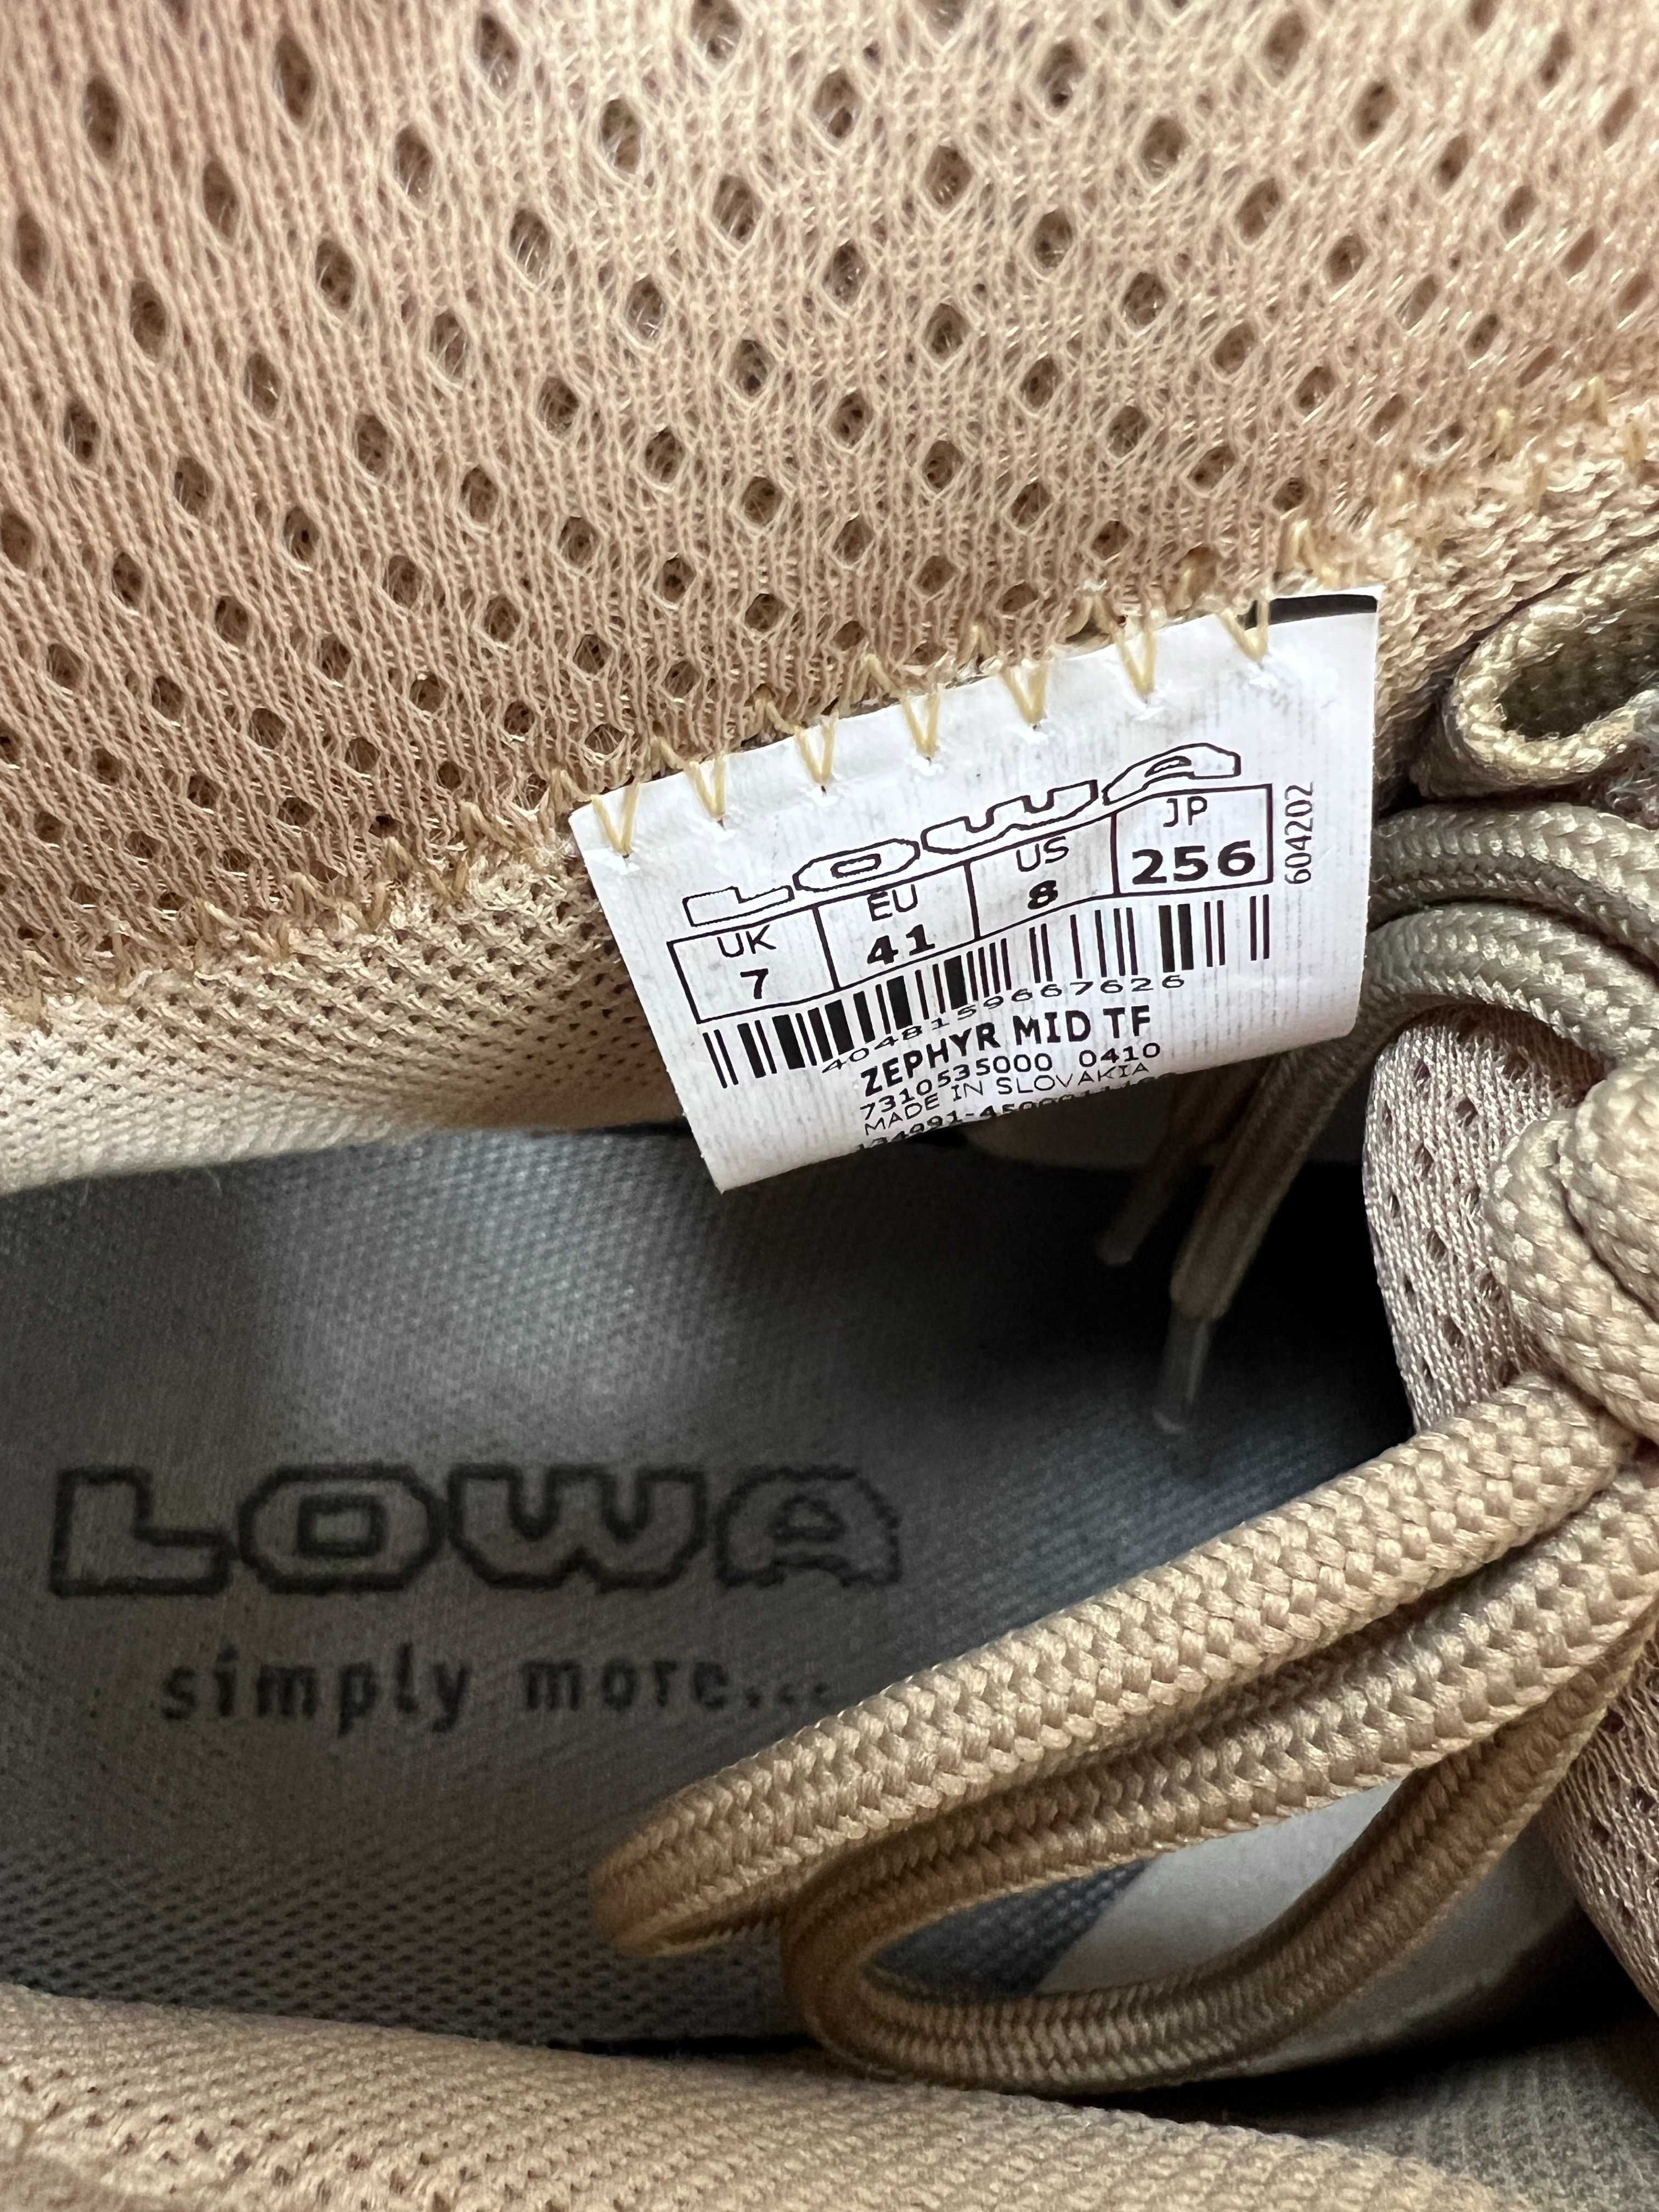 LOWA
UK EU US JP
7 41 8 256
604202
4048159667626
ZEPHYR MID TF
7310535000 0410
MADE IN SLOVAKIA
LOWA
simply more...